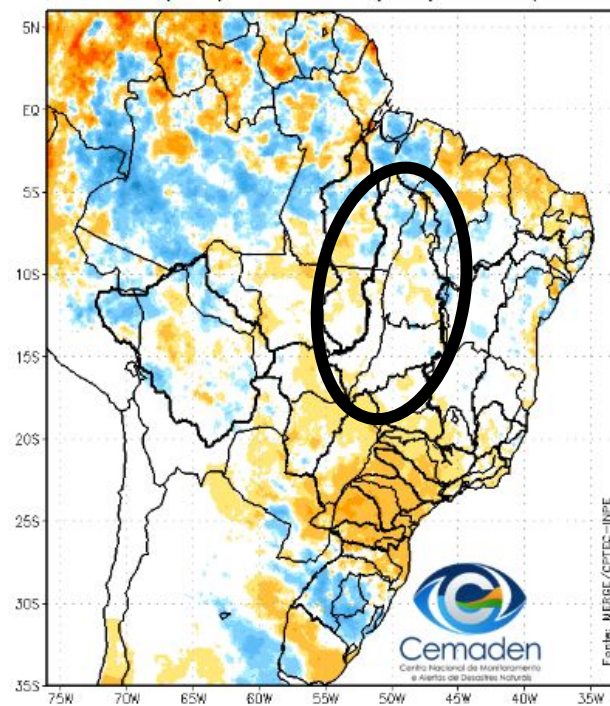 5N
EQ
5S
10S
15S
20S
25S
30S
35S
75W 70W 65W 60W 55W 50W 45W 40W 35W
Cemaden
Centro Nacional de Monitoramento
e Alertas de Desastres Naturais
Fonte: MERGE/CPTEC-INPE